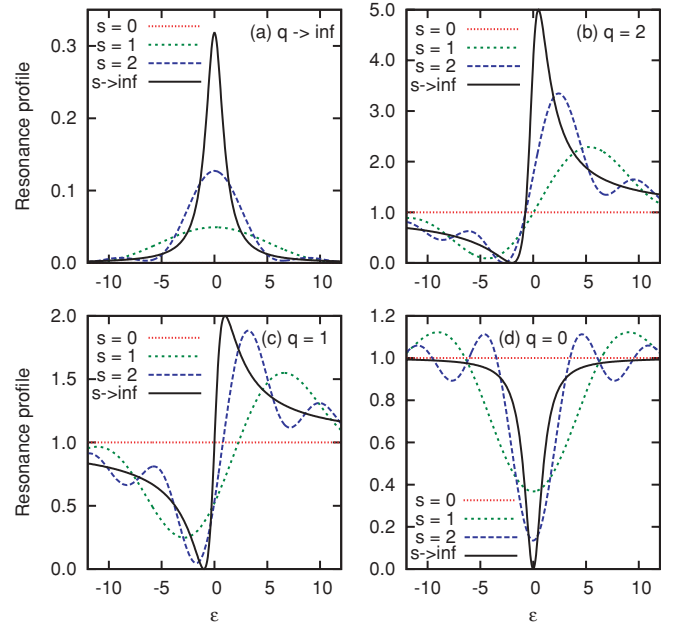 s = 0
s = 1
s = 2
s->inf
(a) q -> inf
Resonance profile
0.3
0.2
0.1
0.0
-10 -5 0 5 10
s = 0
s = 1
s = 2
s->inf
(b) q = 2
5.0
4.0
3.0
2.0
1.0
0.0
-10 -5 0 5 10
s = 0
s = 1
s = 2
s->inf
(c) q = 1
Resonance profile
2.0
1.5
1.0
0.5
0.0
-10 -5 0 5 10
ε
(d) q = 0
s = 0
s = 1
s = 2
s->inf
1.2
1.0
0.8
0.6
0.4
0.2
0.0
-10 -5 0 5 10
ε